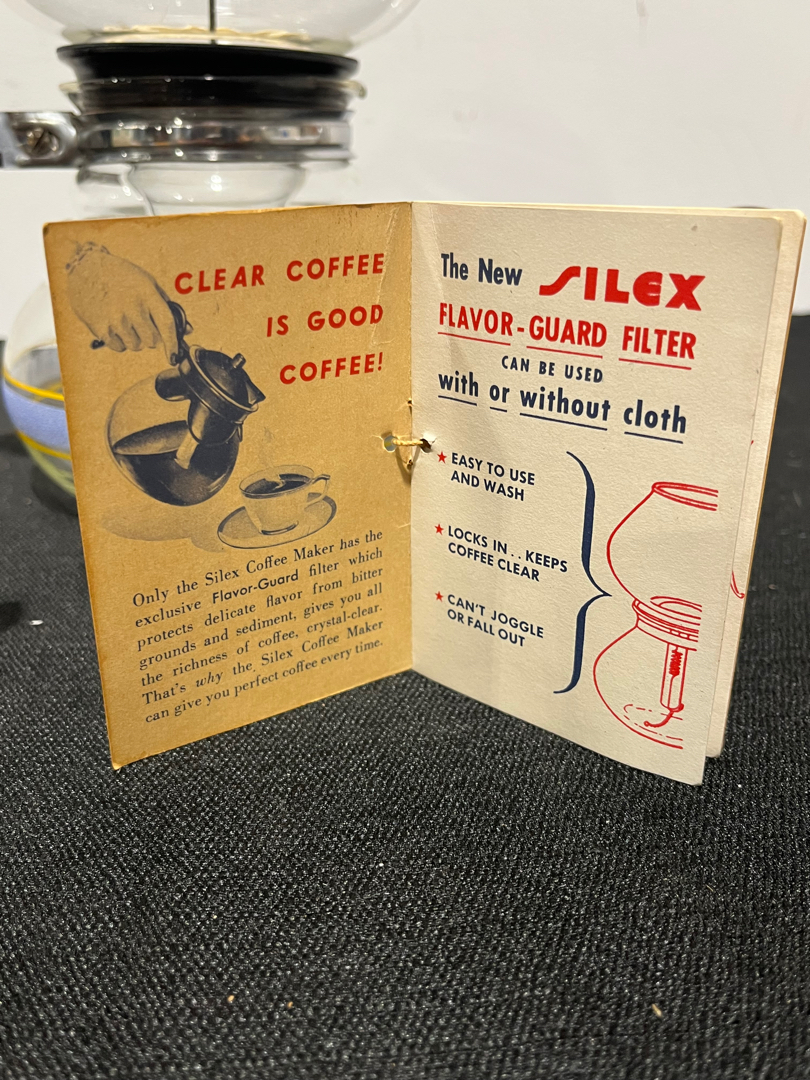 CLEAR COFFEE
IS GOOD
COFFEE!
Only the Silex Coffee Maker has the
exclusive Flavor-Guard filter which
protects delicate flavor from bitter
grounds and sediment, gives you all
the richness of coffee, crystal-clear.
That's why the Silex Coffee Maker
can give you perfect coffee every time.
The New SILEX
FLAVOR-GUARD FILTER
CAN BE USED
with or without cloth
★ EASY TO USE
AND WASH
★ LOCKS IN . . KEEPS
COFFEE CLEAR
★ CAN'T JOGGLE
OR FALL OUT